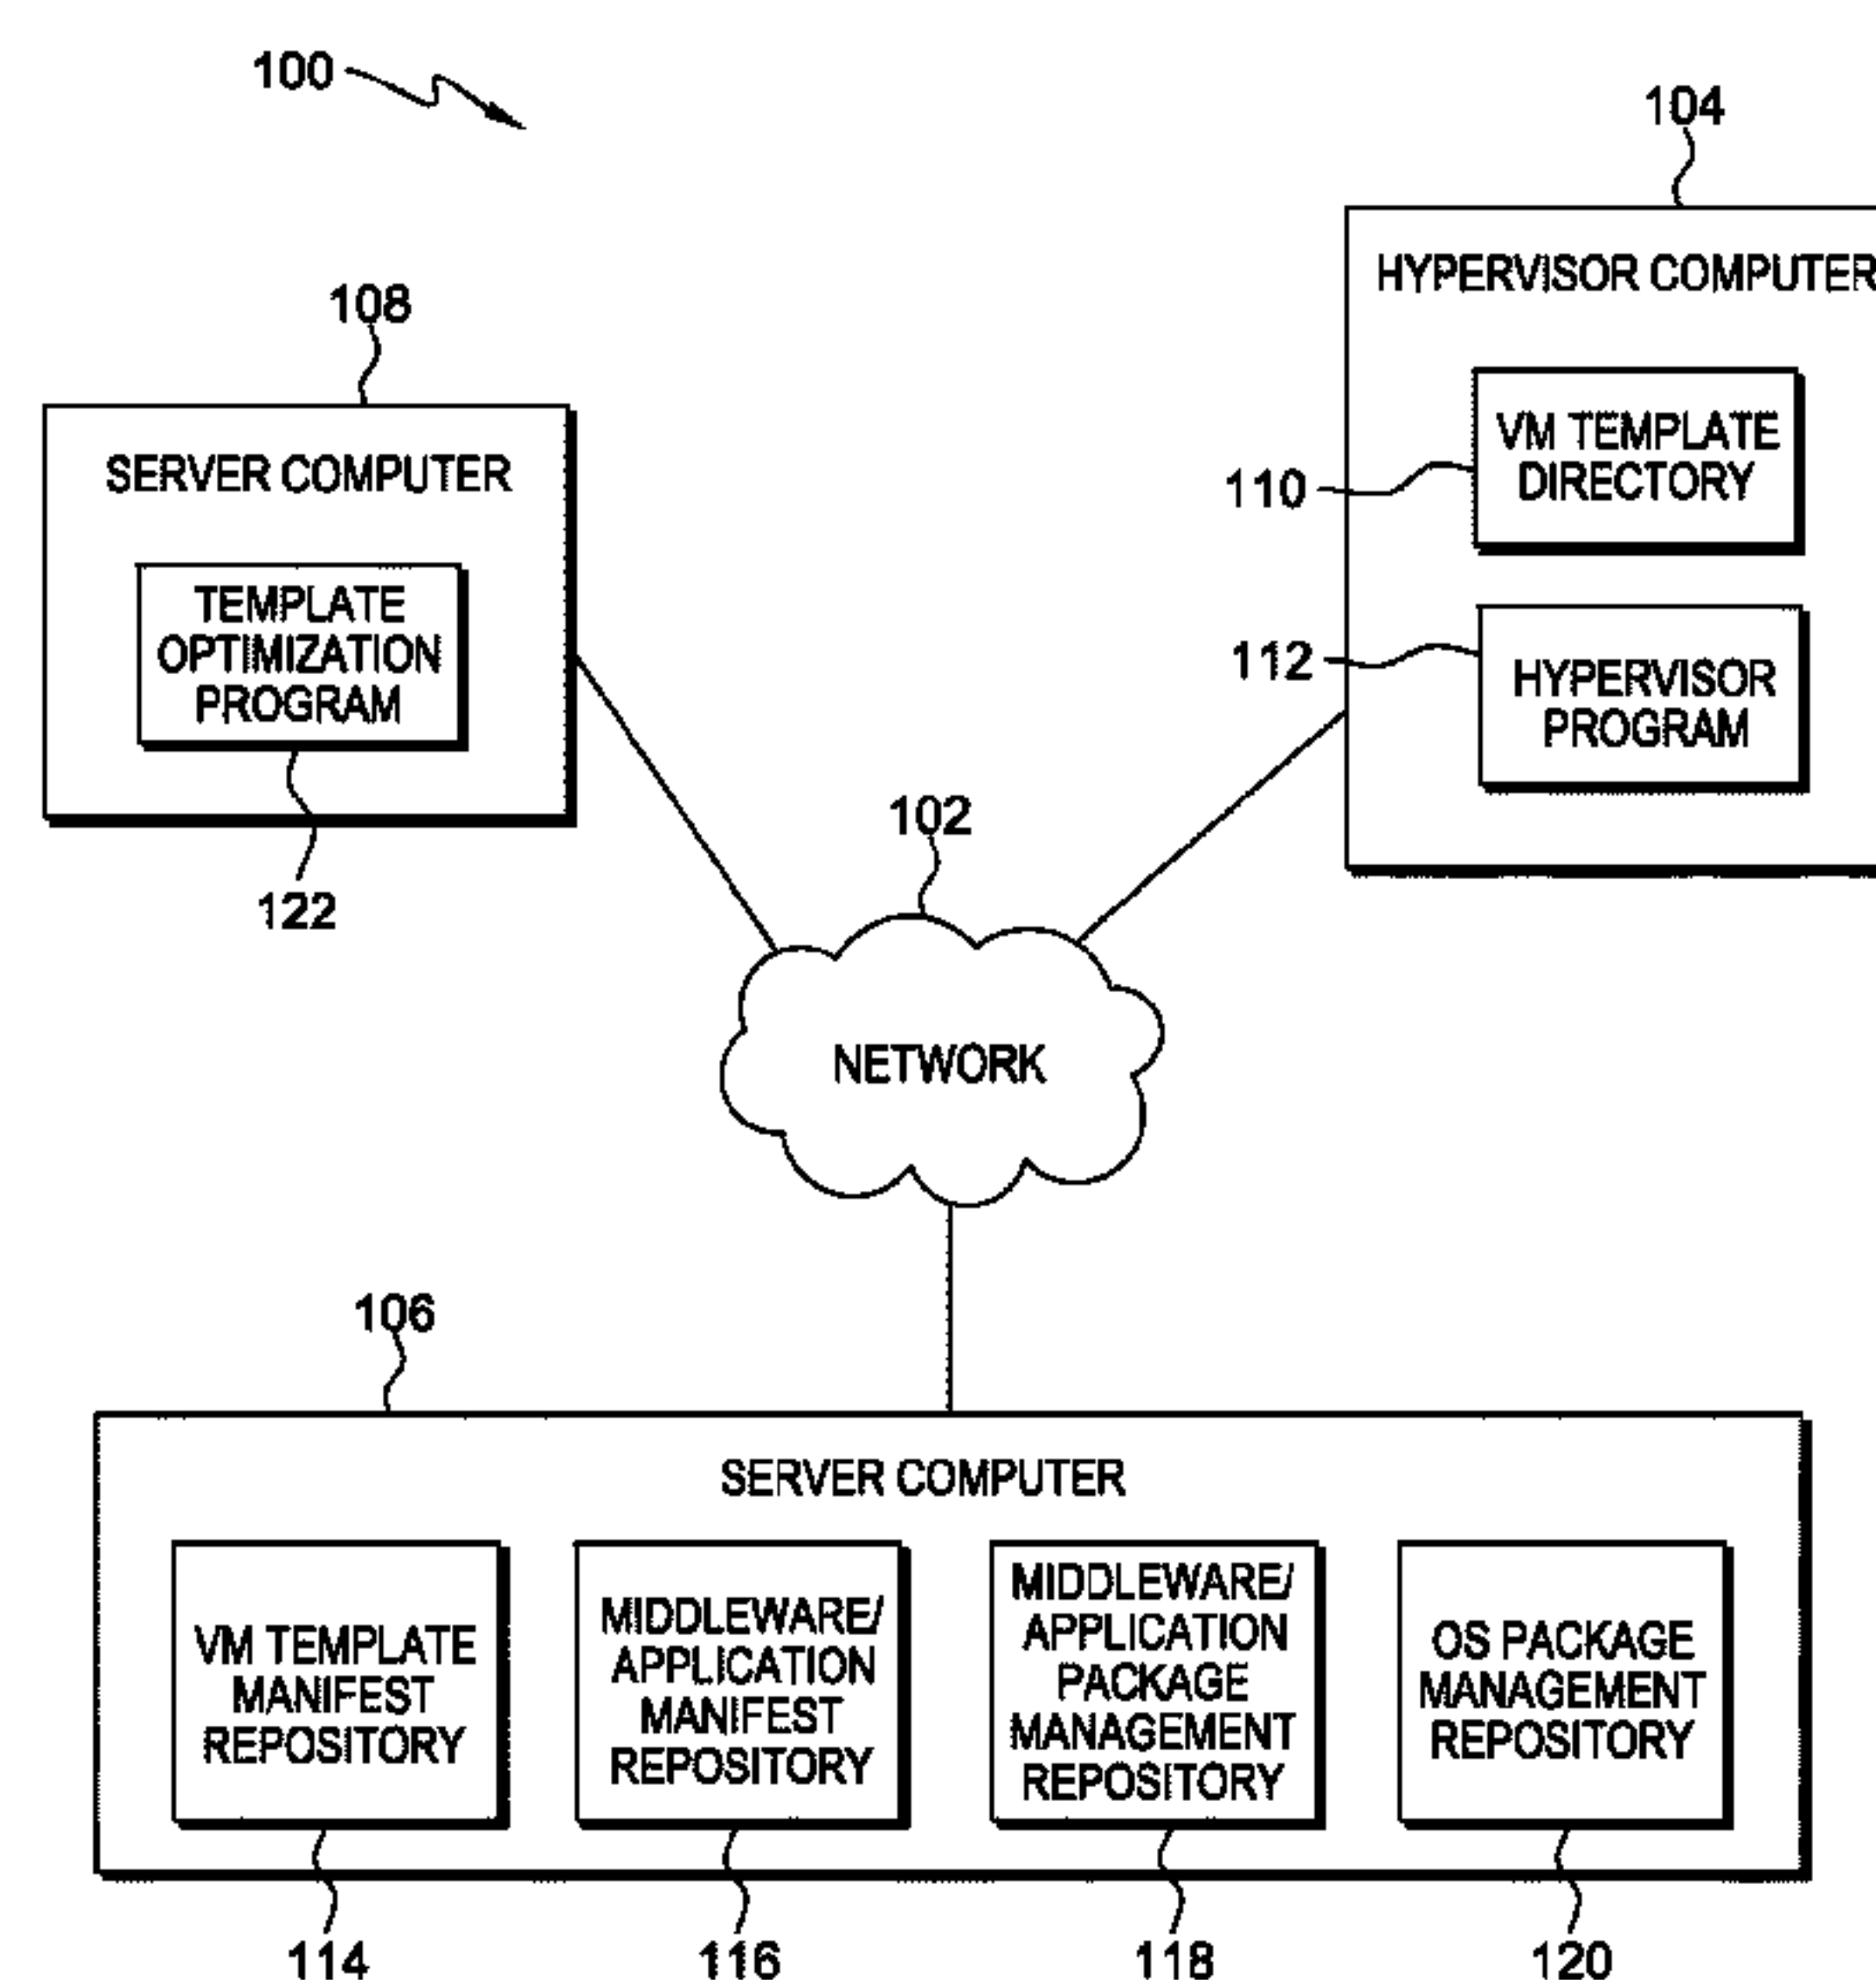 100
104
HYPERVISOR COMPUTER
108
SERVER COMPUTER
VM TEMPLATE
DIRECTORY
110
TEMPLATE
OPTIMIZATION
PROGRAM
112
HYPERVISOR
PROGRAM
122
102
NETWORK
106
SERVER COMPUTER
VM TEMPLATE
MANIFEST
REPOSITORY
MIDDLEWARE/
APPLICATION
MANIFEST
REPOSITORY
MIDDLEWARE/
APPLICATION
PACKAGE
MANAGEMENT
REPOSITORY
OS PACKAGE
MANAGEMENT
REPOSITORY
114
116
118
120